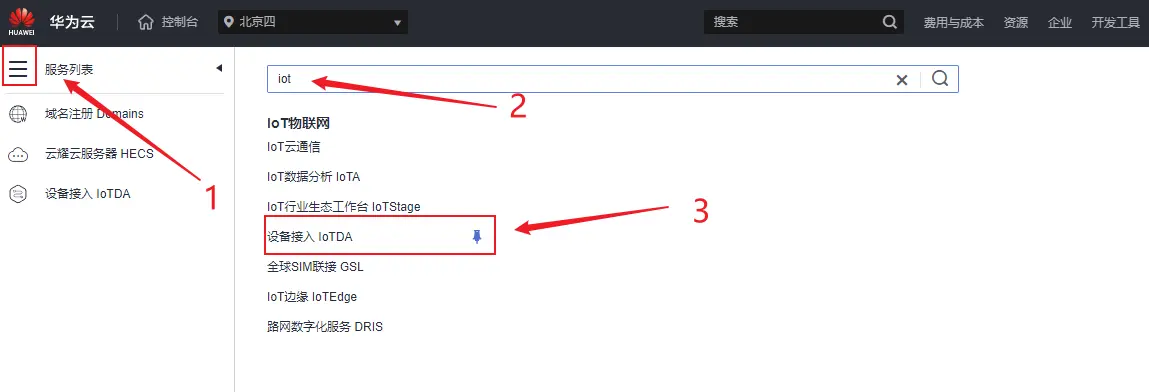 HUAWEI 华为云 控制台 北京四 搜索 费用与成本 资源 企业 开发工具
服务列表
iot
2
域名注册 Domains
IoT物联网
IoT云通信
云耀云服务器 HECS
IoT数据分析 IoTA
设备接入 IoTDA
1
IoT行业生态工作台 IoTStage
3
设备接入 IoTDA
全球SIM联接 GSL
IoT边缘 IoTEdge
路网数字化服务 DRIS